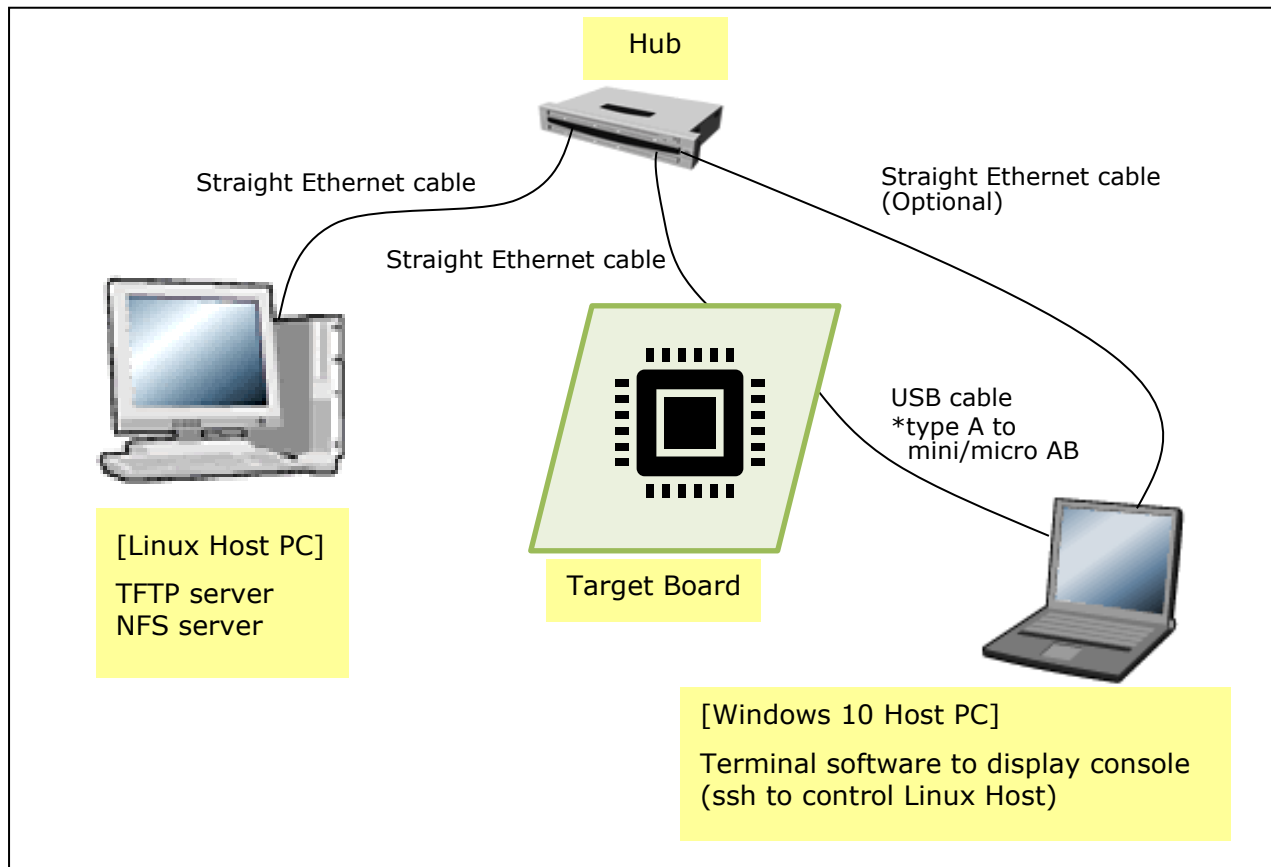 Hub
Straight Ethernet cable
Straight Ethernet cable
(Optional)
Straight Ethernet cable
USB cable
*type A to
mini/micro AB
[Linux Host PC]
TFTP server
NFS server
Target Board
[Windows 10 Host PC]
Terminal software to display console
(ssh to control Linux Host)